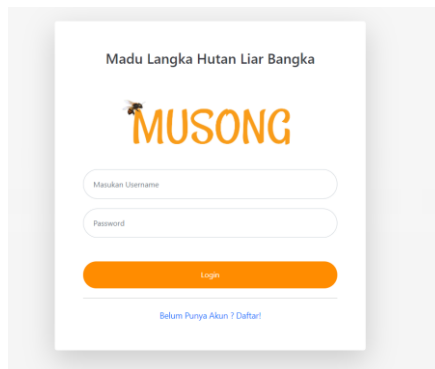 Madu Langka Hutan Liar Bangka
MUSONG
Masukan Username
Password
Login
Belum Punya Akun ? Daftar!